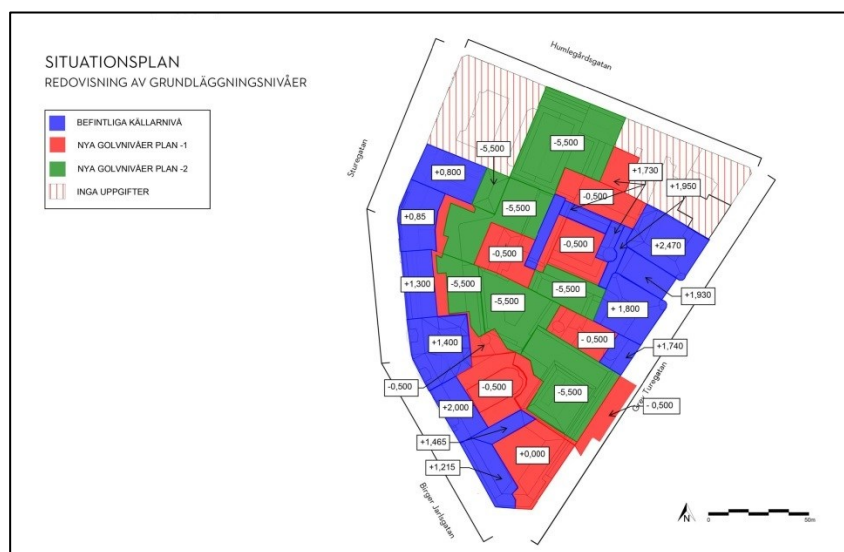 SITUATIONSPLAN
REDOVISNING AV GRUNDLÄGGNINGSNIVÅER
BEFINTLIGA KÄLLARNIVÅ
NYA GOLVNIVÅER PLAN -1
NYA GOLVNIVÅER PLAN -2
INGA UPPGIFTER
Humlegårdsgatan
Sturegatan
-5,500
-5,500
+1,730
+0,800
+1,950
-0,500
-5,500
+0,85
-0,500
+2,470
-0,500
-5,500
-5,500
+1,300
+1,930
-5,500
+ 1,800
- 0,500
+1,400
+1,740
-0,500
-0,500
-5,500
Grev Turegatan
- 0,500
+2,000
+1,465
+0,000
+1,215
Birger Jarlsgatan
N
0
50m